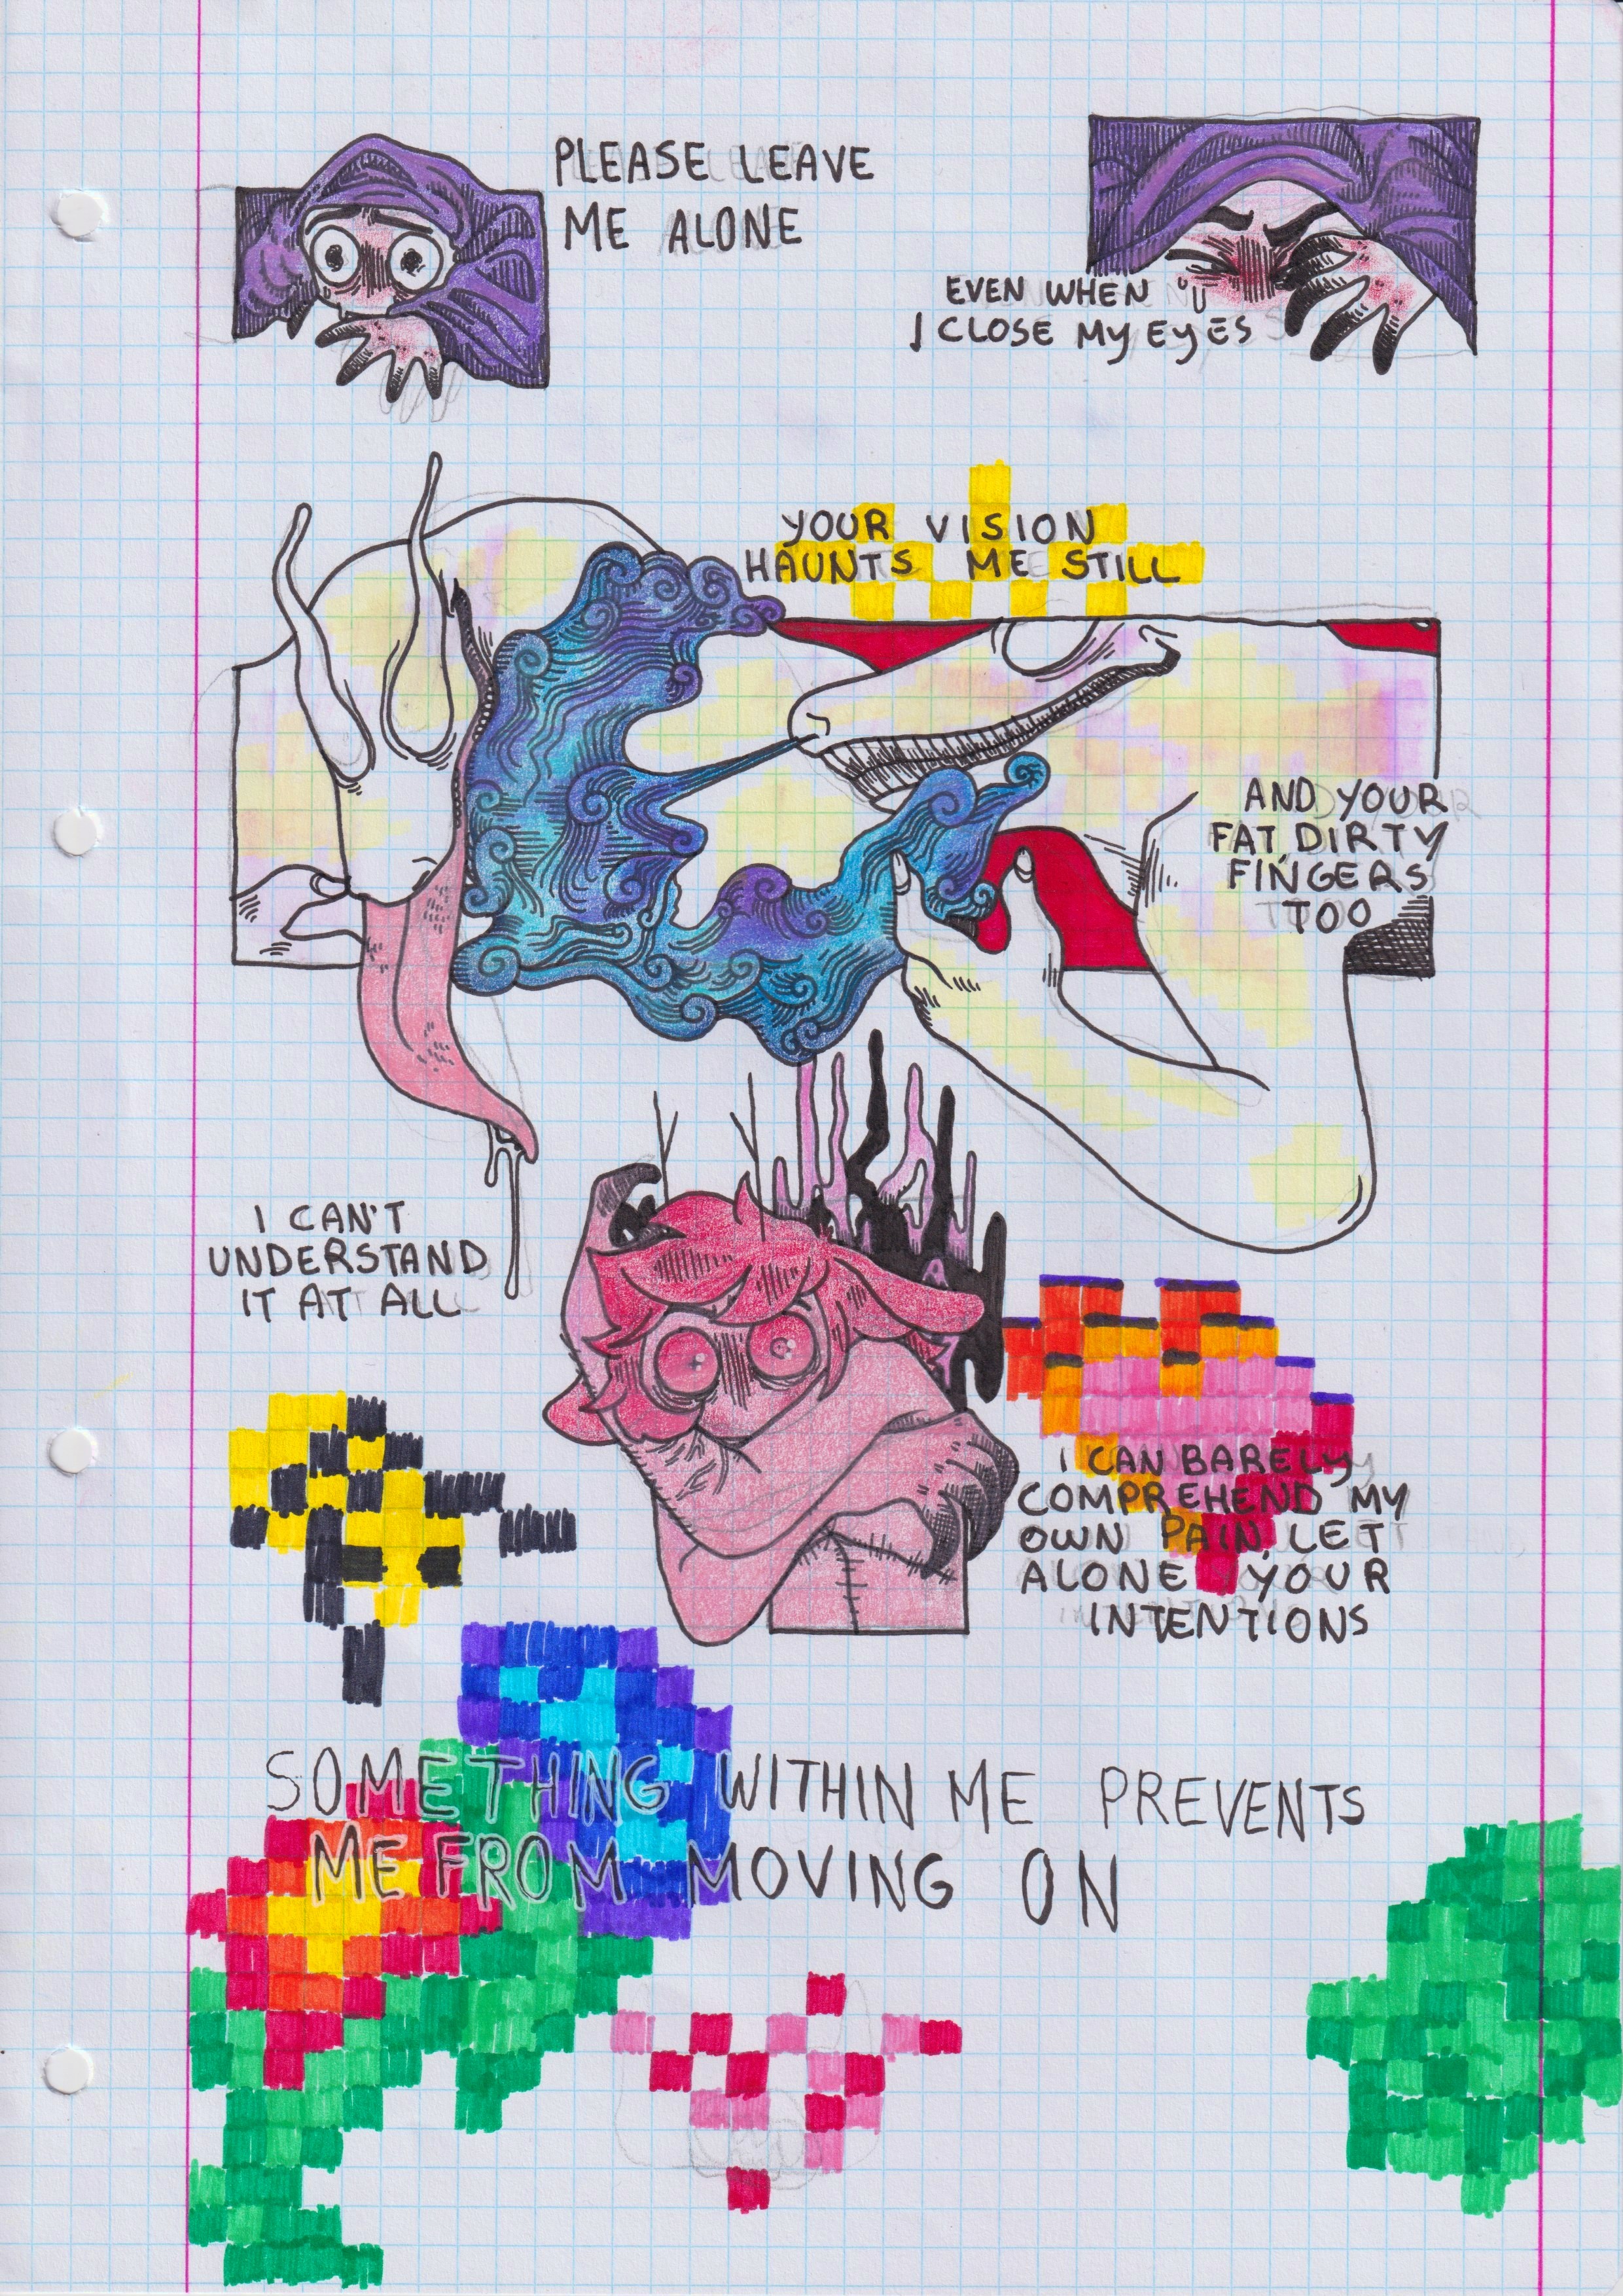 PLEASE LEAVE
ME ALONE
EVEN WHEN
I CLOSE MY EYES
YOUR VISION
HAUNTS ME STILL
AND YOUR
FAT, DIRTY
FINGERS
TOO
I CAN'T
UNDERSTAND
IT AT ALL
I CAN BARELY
COMPREHEND MY
OWN PAIN, LET
ALONE YOUR
INTENTIONS
SOMETHING WITHIN ME PREVENTS
ME FROM MOVING ON